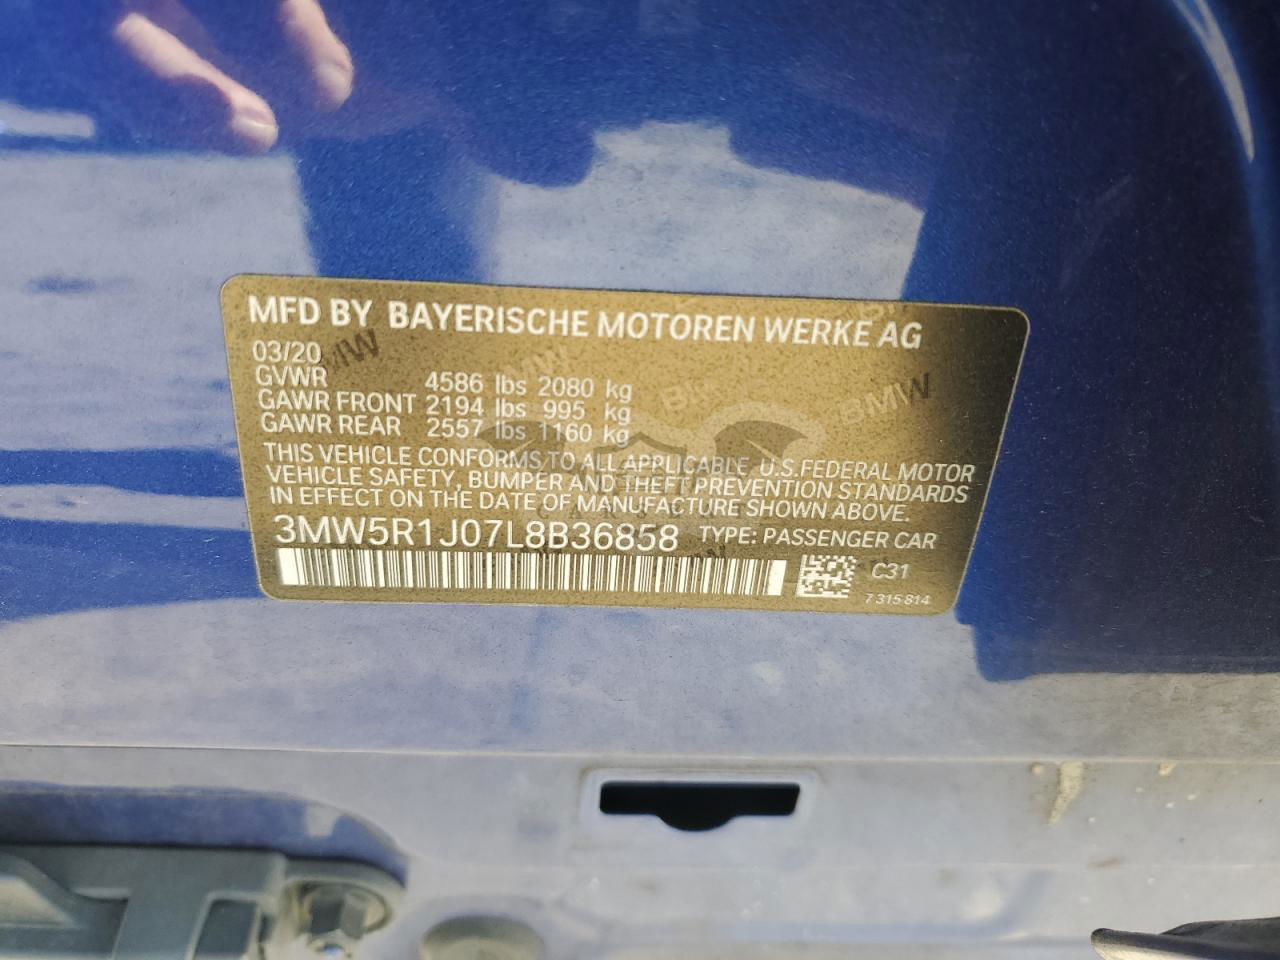 MFD BY BAYERISCHE MOTOREN WERKE AG
03/20
GVWR 4586 lbs 2080 kg
GAWR FRONT 2194 lbs 995 kg
GAWR REAR 2557 lbs 1160 kg
THIS VEHICLE CONFORMS TO ALL APPLICABLE U.S.FEDERAL MOTOR
VEHICLE SAFETY, BUMPER AND THEFT PREVENTION STANDARDS
IN EFFECT ON THE DATE OF MANUFACTURE SHOWN ABOVE.
3MW5R1J07L8B36858 TYPE: PASSENGER CAR
C31
7 315 814
BMW
BMW
BMW